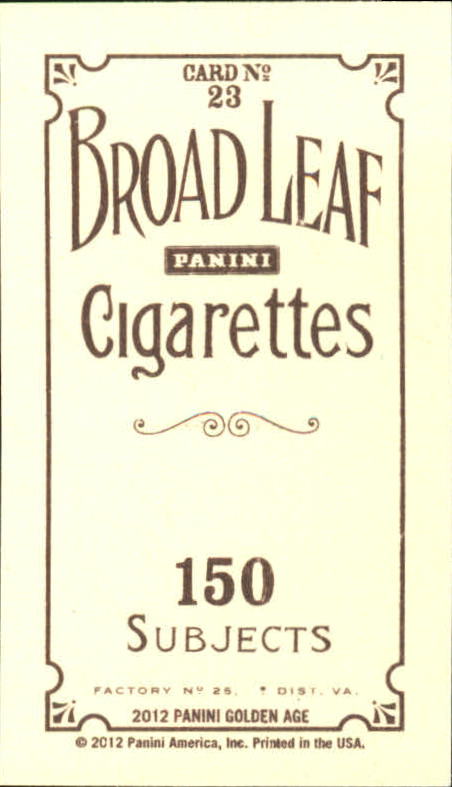 CARD Nº
23
BROAD LEAF
PANINI
Cigarettes
150
SUBJECTS
FACTORY Nº 25. DIST. VA.
2012 PANINI GOLDEN AGE
© 2012 Panini America, Inc. Printed in the USA.